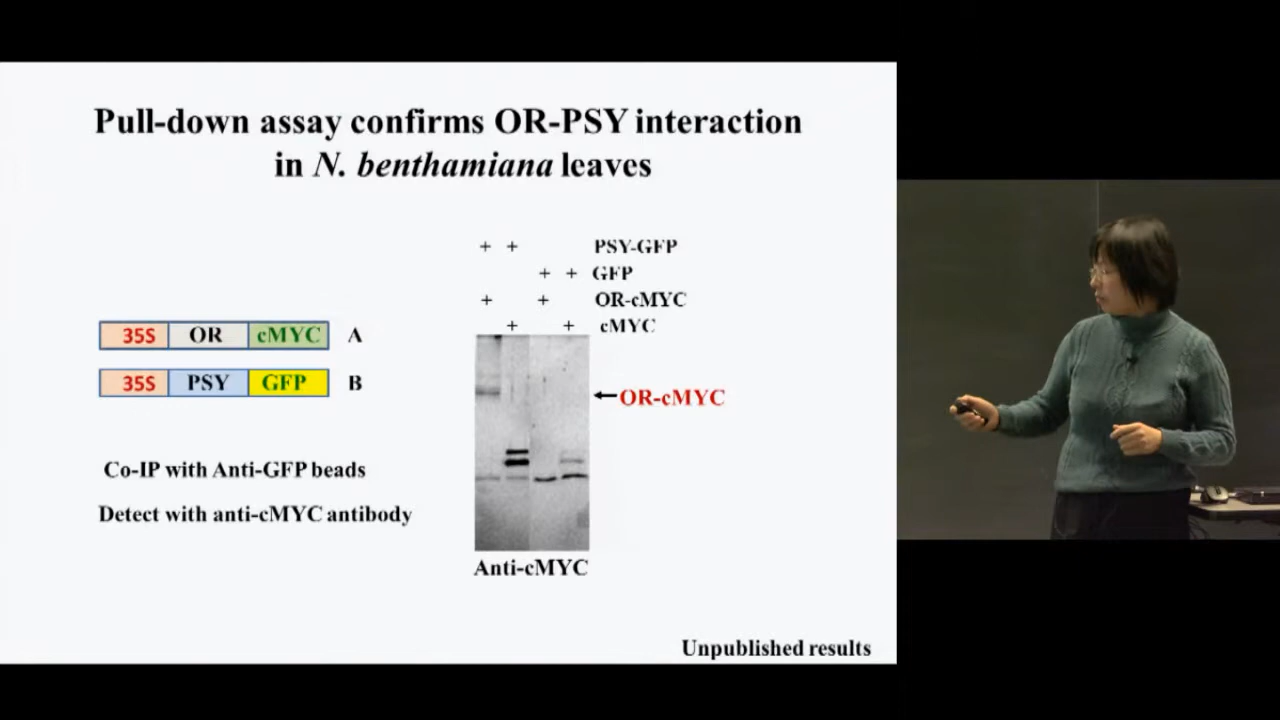 Pull-down assay confirms OR-PSY interaction
in N. benthamiana leaves
+ + PSY-GFP
+ + GFP
+ + OR-cMYC
+ + cMYC
35S OR cMYC A
35S PSY GFP B
OR-cMYC
Co-IP with Anti-GFP beads
Detect with anti-cMYC antibody
Anti-cMYC
Unpublished results